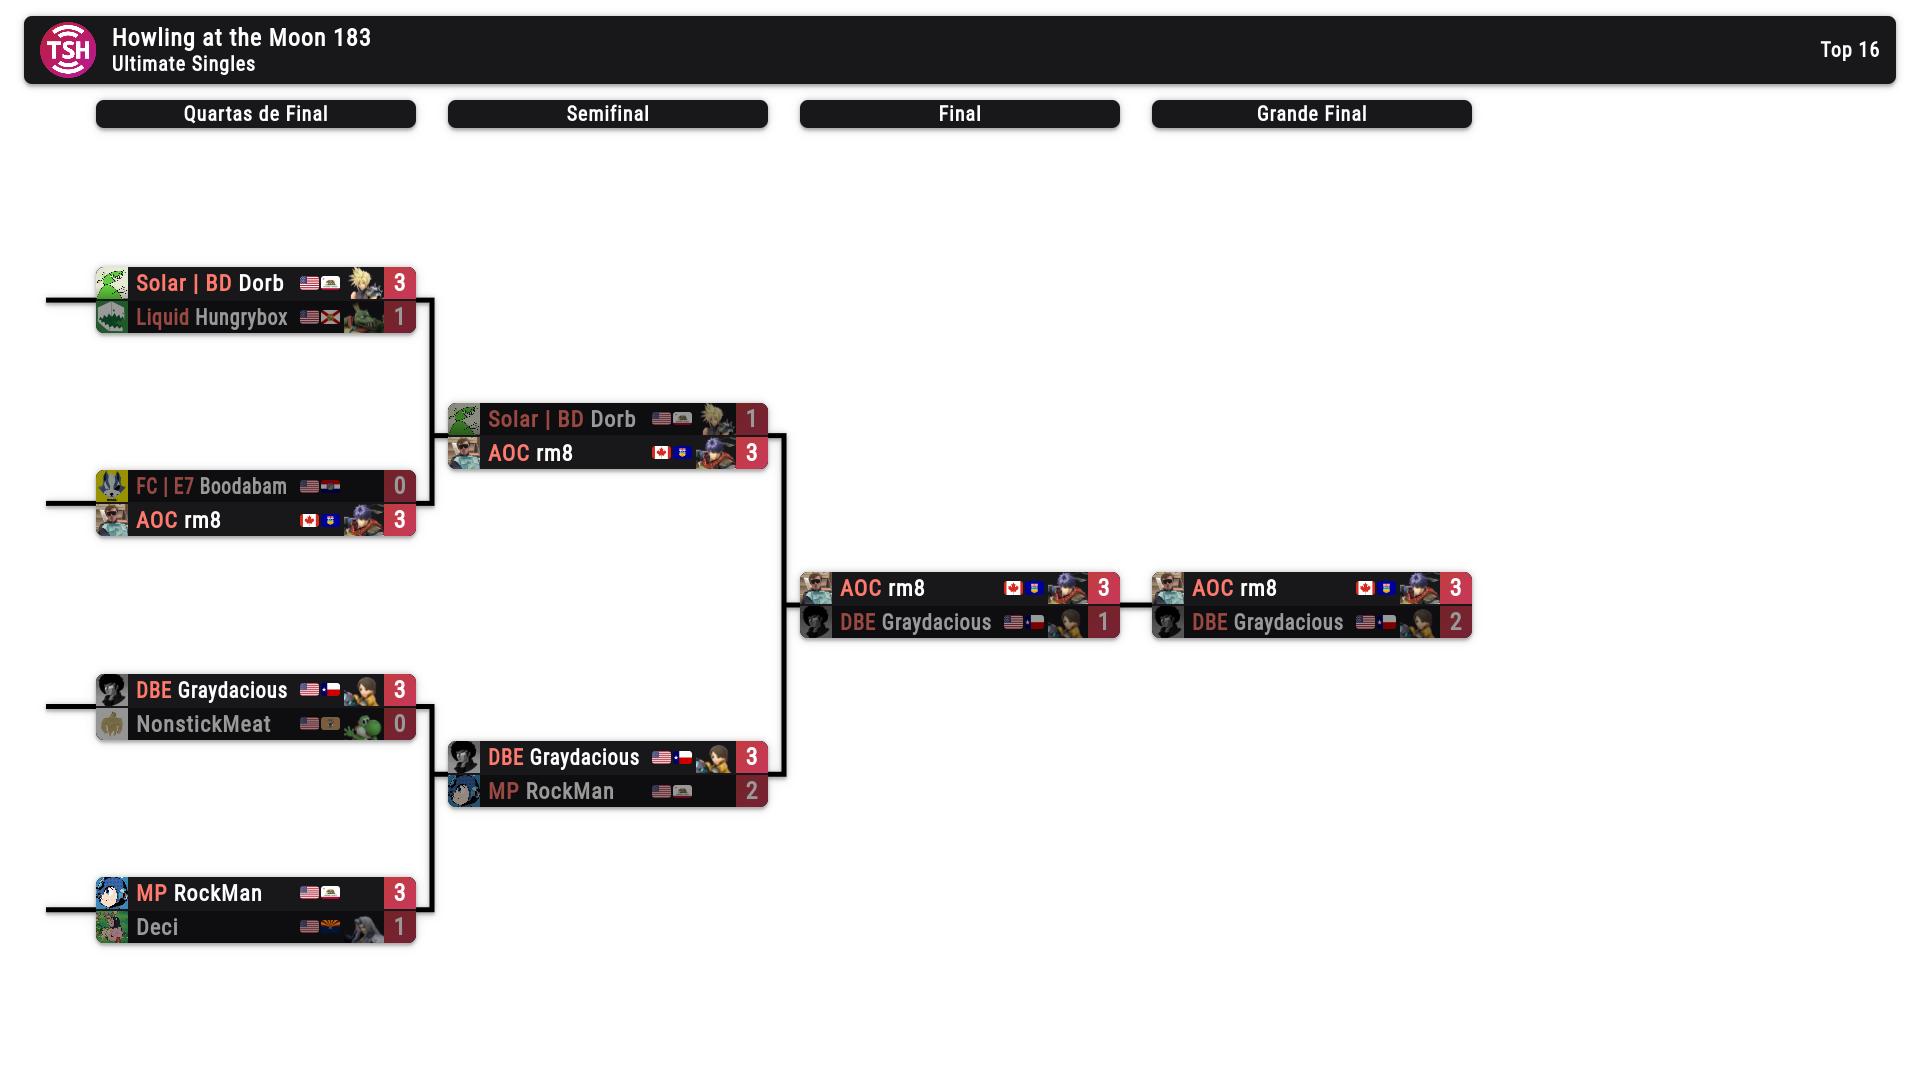 TSH
Howling at the Moon 183
Ultimate Singles
Top 16
Quartas de Final
Semifinal
Final
Grande Final
Solar | BD Dorb 3
Liquid Hungrybox 1
FC | E7 Boodabam 0
AOC rm8 3
DBE Graydacious 3
NonstickMeat 0
MP RockMan 3
Deci 1
Solar | BD Dorb 1
AOC rm8 3
DBE Graydacious 3
MP RockMan 2
AOC rm8 3
DBE Graydacious 1
AOC rm8 3
DBE Graydacious 2